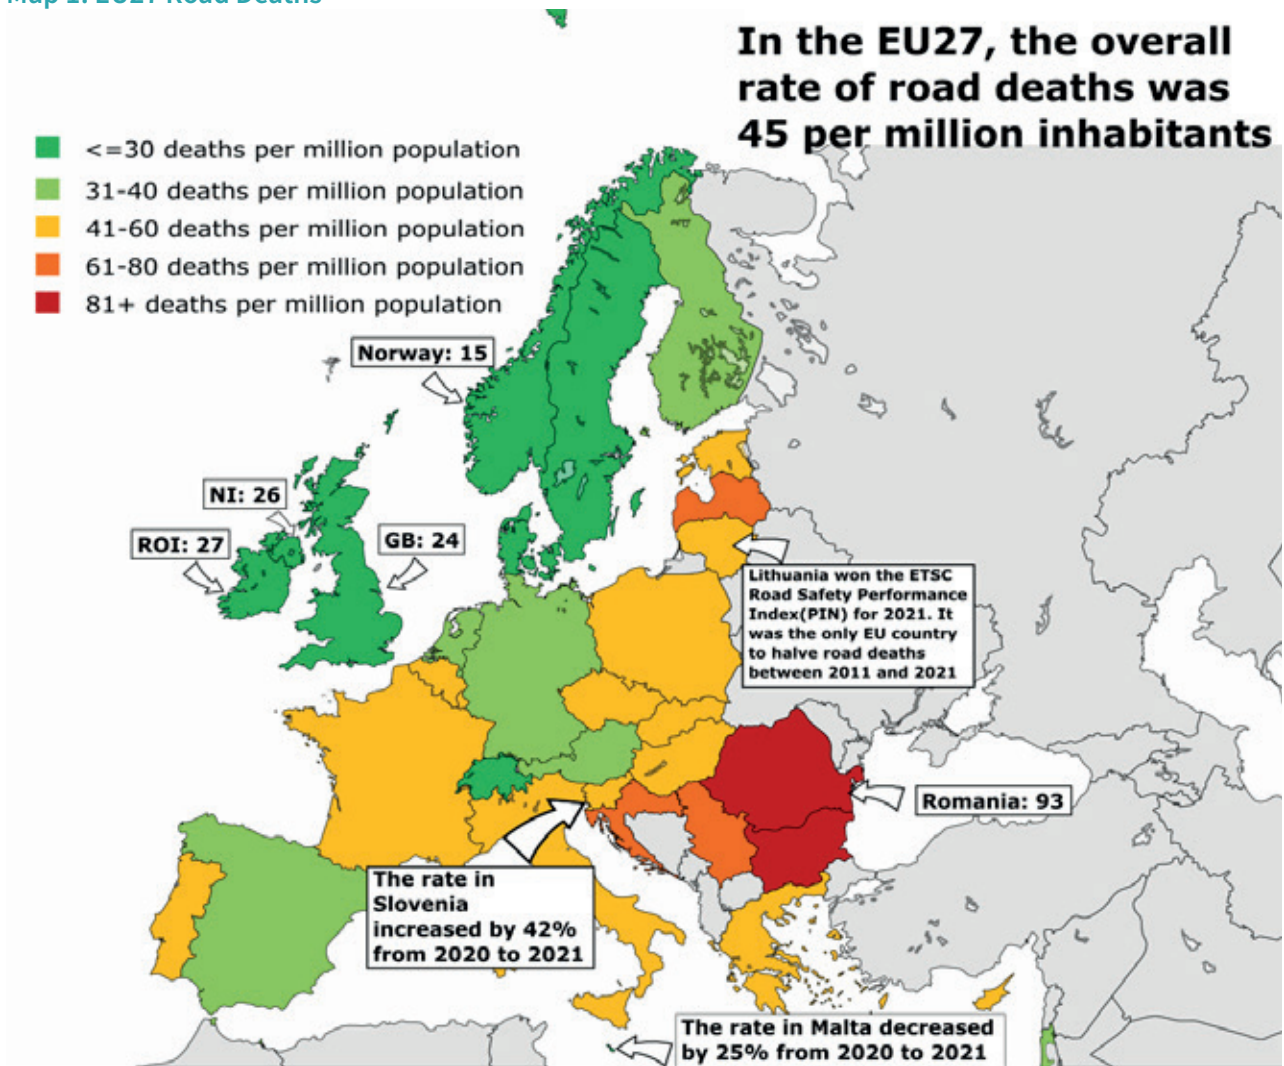 Map 1: EU27 Road Deaths
In the EU27, the overall
rate of road deaths was
45 per million inhabitants
<=30 deaths per million population
31-40 deaths per million population
41-60 deaths per million population
61-80 deaths per million population
81+ deaths per million population
Norway: 15
NI: 26
ROI: 27
GB: 24
Lithuania won the ETSC
Road Safety Performance
Index(PIN) for 2021. It
was the only EU country
to halve road deaths
between 2011 and 2021
Romania: 93
The rate in
Slovenia
increased by 42%
from 2020 to 2021
The rate in Malta decreased
by 25% from 2020 to 2021